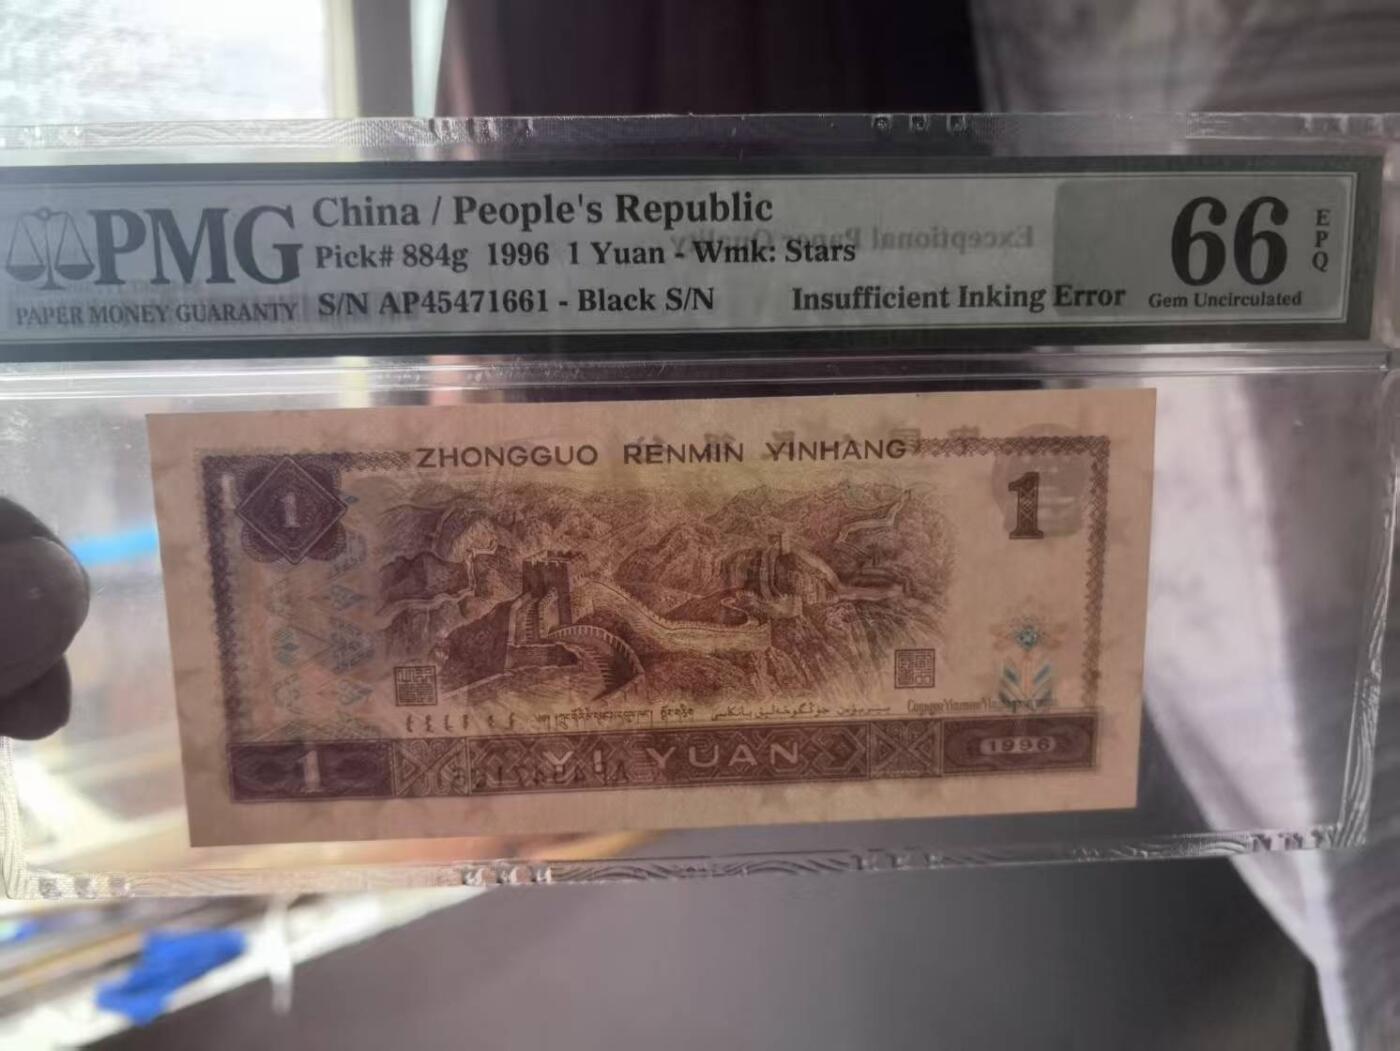 PMG
PAPER MONEY GUARANTY
China / People's Republic
Pick# 884g 1996 1 Yuan - Wmk: Stars
S/N AP45471661 - Black S/N
Insufficient Inking Error
66
EPQ
Gem Uncirculated
Exceptional Paper Quality
ZHONGGUO RENMIN YINHANG
1
1
1
YI YUAN
1996